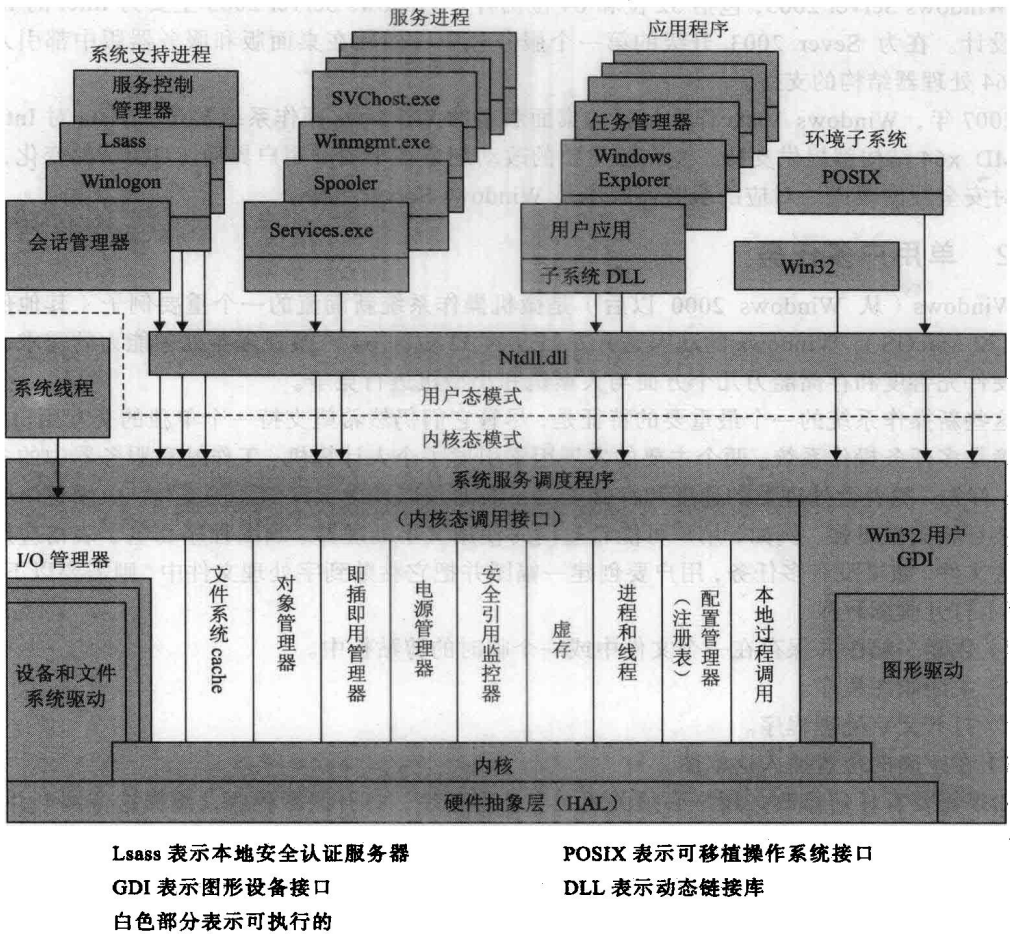 服务进程
应用程序
系统支持进程
环境子系统
服务控制
管理器
Lsass
Winlogon
会话管理器
SVChost.exe
Winmgmt.exe
Spooler
Services.exe
任务管理器
Windows
Explorer
用户应用
子系统 DLL
POSIX
Win32
系统线程
Ntdll.dll
用户态模式
内核态模式
系统服务调度程序
(内核态调用接口)
I/O 管理器
设备和文件
系统驱动
文件系统 cache
对象管理器
即插即用管理器
电源管理器
安全引用监控器
虚存
进程和线程
配置管理器
(注册表)
本地过程调用
Win32 用户
GDI
图形驱动
内核
硬件抽象层(HAL)
Lsass 表示本地安全认证服务器
POSIX 表示可移植操作系统接口
GDI 表示图形设备接口
DLL 表示动态链接库
白色部分表示可执行的